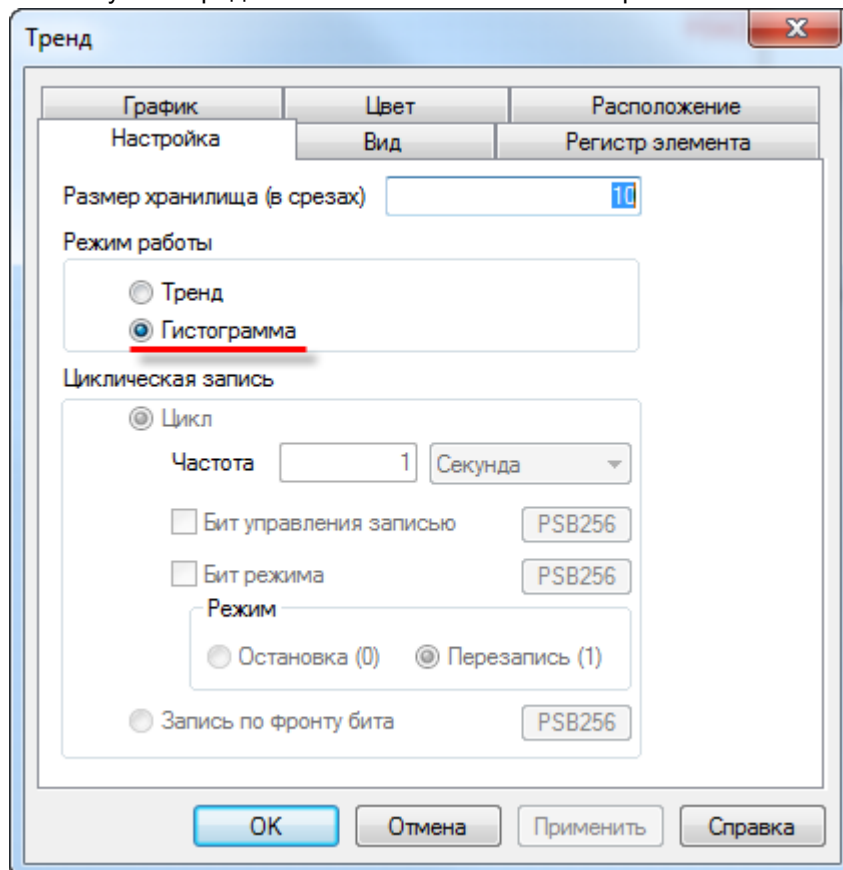 Тренд
График Цвет Расположение
Настройка Вид Регистр элемента
Размер хранилища (в срезах) 10
Режим работы
Тренд
Гистограмма
Циклическая запись
Цикл
Частота 1 Секунда
Бит управления записью PSB256
Бит режима PSB256
Режим
Остановка (0) Перезапись (1)
Запись по фронту бита PSB256
OK Отмена Применить Справка